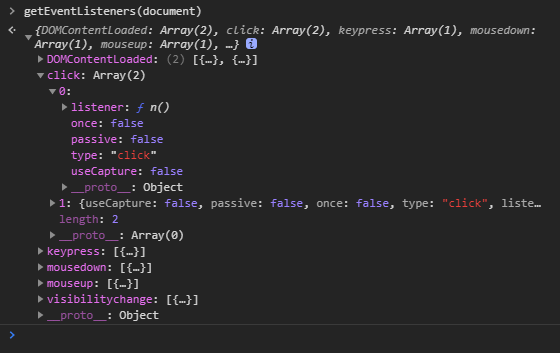 > getEventListeners(document)
{DOMContentLoaded: Array(2), click: Array(2), keypress: Array(1), mousedown:
Array(1), mouseup: Array(1), …} i
DOMContentLoaded: (2) [{…}, {…}]
click: Array(2)
0:
listener: ƒ n()
once: false
passive: false
type: "click"
useCapture: false
__proto__: Object
1: {useCapture: false, passive: false, once: false, type: "click", liste…
length: 2
__proto__: Array(0)
keypress: [{…}]
mousedown: [{…}]
mouseup: [{…}]
visibilitychange: [{…}]
__proto__: Object
>